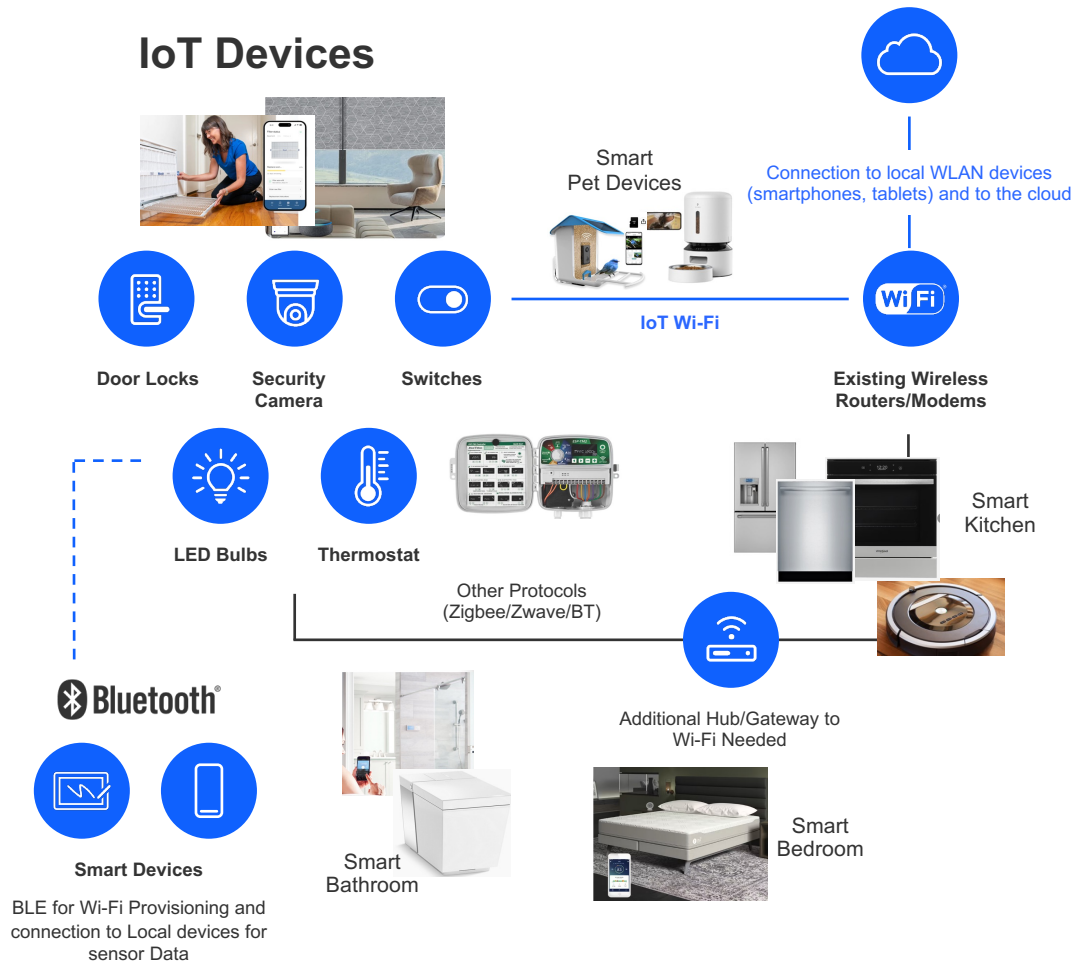 IoT Devices
Smart
Pet Devices
Connection to local WLAN devices
(smartphones, tablets) and to the cloud
IoT Wi-Fi
Wi Fi
Door Locks
Security
Camera
Switches
Existing Wireless
Routers/Modems
Smart
Kitchen
LED Bulbs
Thermostat
Other Protocols
(Zigbee/Zwave/BT)
Bluetooth®
Additional Hub/Gateway to
Wi-Fi Needed
Smart Devices
BLE for Wi-Fi Provisioning and
connection to Local devices for
sensor Data
Smart
Bathroom
Smart
Bedroom